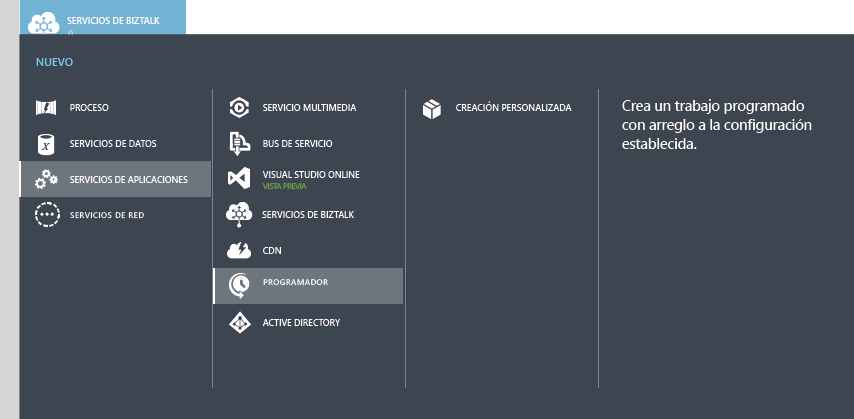 SERVICIOS DE BIZTALK
0
NUEVO
PROCESO
SERVICIOS DE DATOS
SERVICIOS DE APLICACIONES
SERVICIOS DE RED
SERVICIO MULTIMEDIA
BUS DE SERVICIO
VISUAL STUDIO ONLINE
VISTA PREVIA
SERVICIOS DE BIZTALK
CDN
PROGRAMADOR
ACTIVE DIRECTORY
CREACIÓN PERSONALIZADA
Crea un trabajo programado
con arreglo a la configuración
establecida.